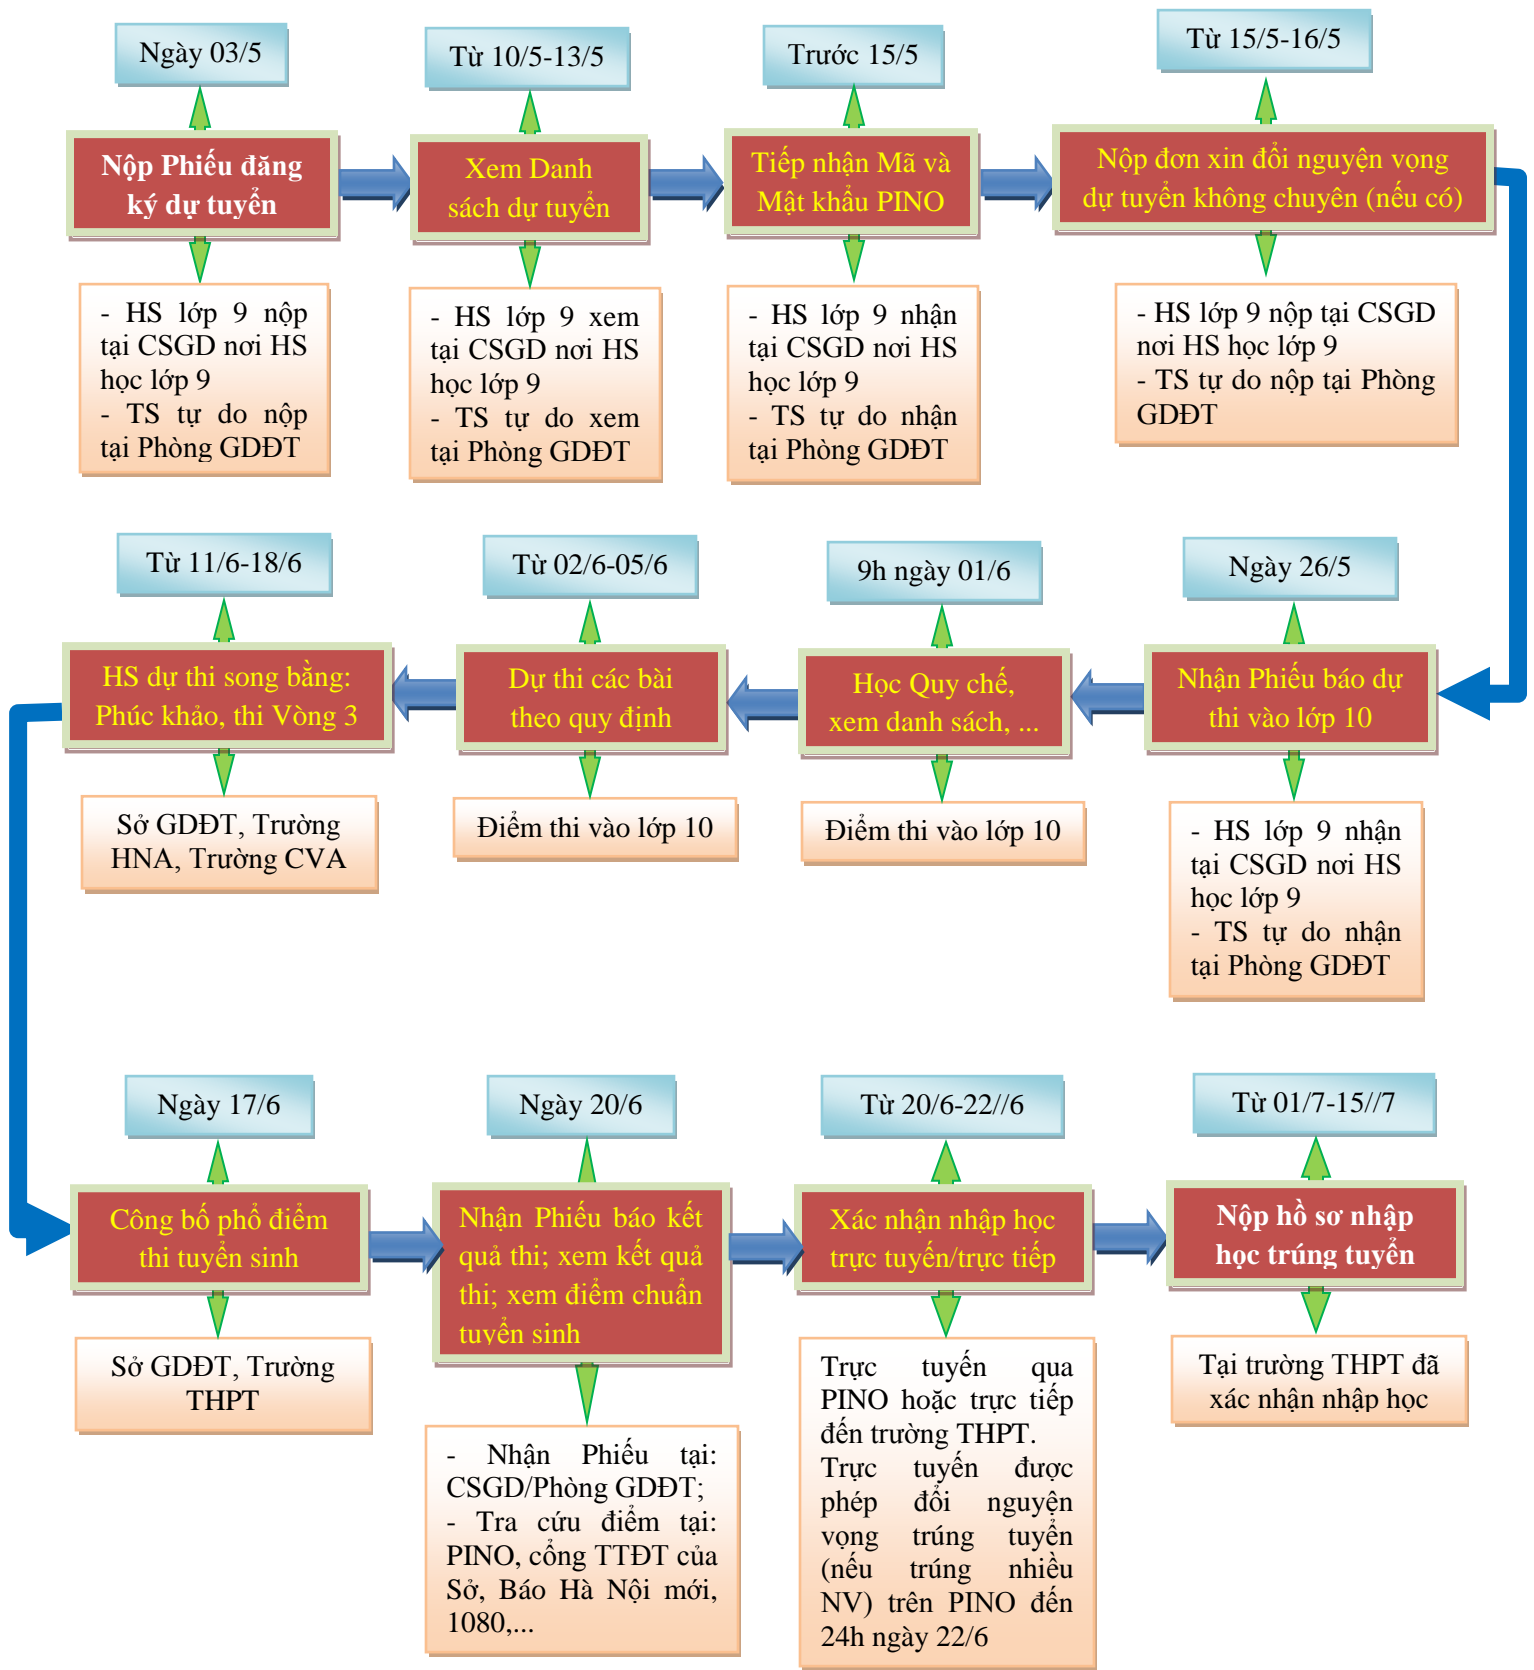 Ngày 03/5
Từ 10/5-13/5
Trước 15/5
Từ 15/5-16/5
Nộp Phiếu đăng
ký dự tuyển
Xem Danh
sách dự tuyển
Tiếp nhận Mã và
Mật khẩu PINO
Nộp đơn xin đổi nguyện vọng
dự tuyển không chuyên (nếu có)
- HS lớp 9 nộp
tại CSGD nơi HS
học lớp 9
- TS tự do nộp
tại Phòng GDĐT
- HS lớp 9 xem
tại CSGD nơi HS
học lớp 9
- TS tự do xem
tại Phòng GDĐT
- HS lớp 9 nhận
tại CSGD nơi HS
học lớp 9
- TS tự do nhận
tại Phòng GDĐT
- HS lớp 9 nộp tại CSGD
nơi HS học lớp 9
- TS tự do nộp tại Phòng
GDĐT
Ngày 26/5
9h ngày 01/6
Từ 02/6-05/6
Từ 11/6-18/6
Nhận Phiếu báo dự
thi vào lớp 10
Học Quy chế,
xem danh sách, ...
Dự thi các bài
theo quy định
HS dự thi song bằng:
Phúc khảo, thi Vòng 3
- HS lớp 9 nhận
tại CSGD nơi HS
học lớp 9
- TS tự do nhận
tại Phòng GDĐT
Điểm thi vào lớp 10
Điểm thi vào lớp 10
Sở GDĐT, Trường
HNA, Trường CVA
Ngày 17/6
Ngày 20/6
Từ 20/6-22//6
Từ 01/7-15//7
Công bố phổ điểm
thi tuyển sinh
Nhận Phiếu báo kết
quả thi; xem kết quả
thi; xem điểm chuẩn
tuyển sinh
Xác nhận nhập học
trực tuyến/trực tiếp
Nộp hồ sơ nhập
học trúng tuyển
Sở GDĐT, Trường
THPT
- Nhận Phiếu tại:
CSGD/Phòng GDĐT;
- Tra cứu điểm tại:
PINO, cổng TTĐT của
Sở, Báo Hà Nội mới,
1080,...
Trực tuyến qua
PINO hoặc trực tiếp
đến trường THPT.
Trực tuyến được
phép đổi nguyện
vọng trúng tuyển
(nếu trúng nhiều
NV) trên PINO đến
24h ngày 22/6
Tại trường THPT đã
xác nhận nhập học